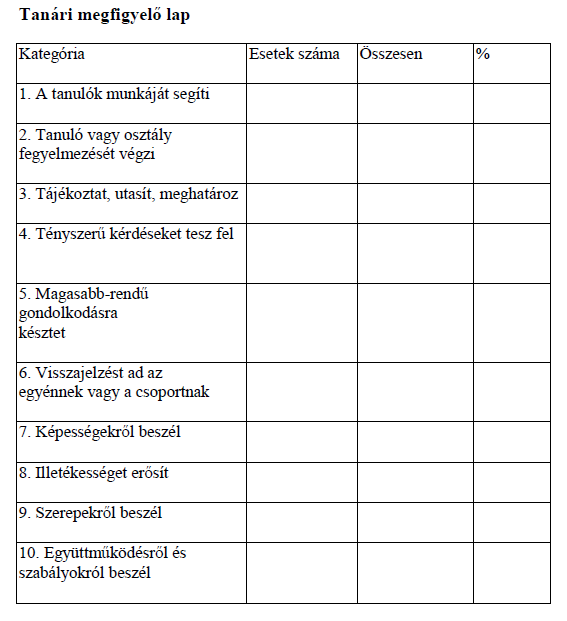 Tanári megfigyelő lap
Kategória Esetek száma Összesen %
1. A tanulók munkáját segíti
2. Tanuló vagy osztály
fegyelmezését végzi
3. Tájékoztat, utasít, meghatároz
4. Tényszerű kérdéseket tesz fel
5. Magasabb-rendű
gondolkodásra
késztet
6. Visszajelzést ad az
egyénnek vagy a csoportnak
7. Képességekről beszél
8. Illetékességet erősít
9. Szerepekről beszél
10. Együttműködésről és
szabályokról beszél